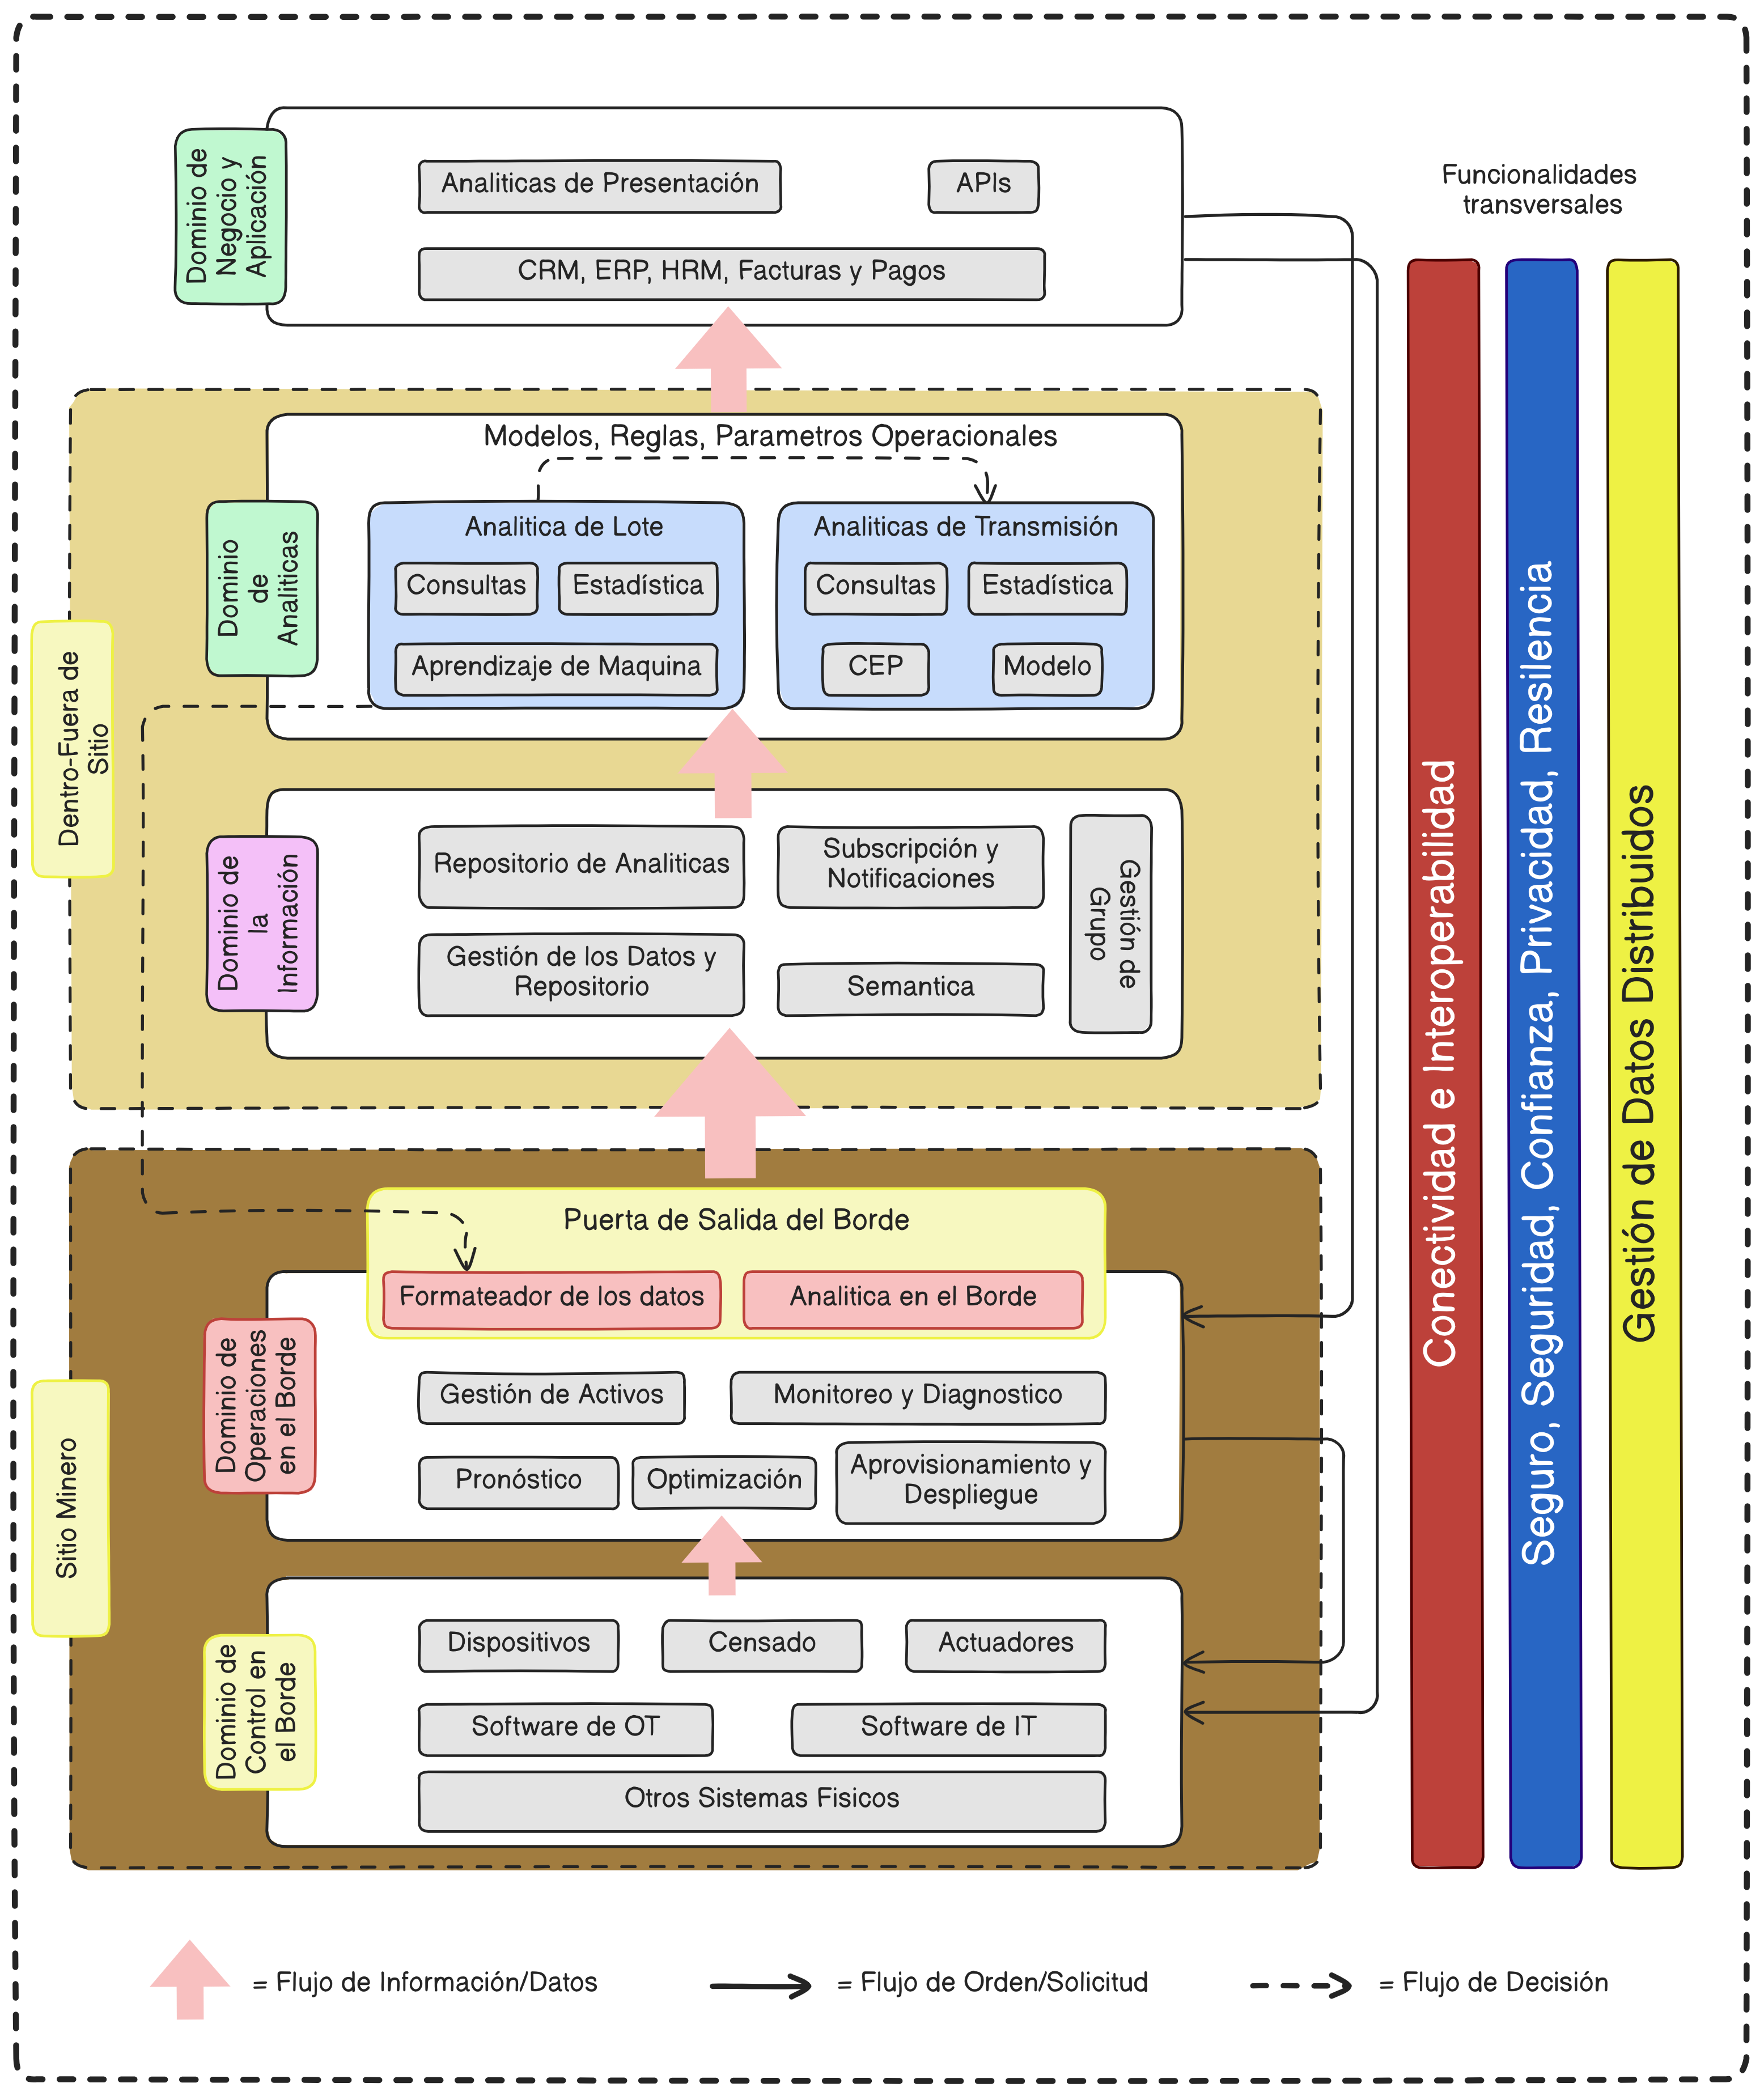 Dominio de
Negocio y
Aplicación
Analiticas de Presentación
APIs
CRM, ERP, HRM, Facturas y Pagos
Funcionalidades
transversales
Dentro-Fuera de
Sitio
Dominio
de
Analiticas
Modelos, Reglas, Parametros Operacionales
Analitica de Lote
Consultas
Estadística
Aprendizaje de Maquina
Analiticas de Transmisión
Consultas
Estadística
CEP
Modelo
Dominio de
la
Información
Repositorio de Analiticas
Subscripción y
Notificaciones
Gestión de los Datos y
Repositorio
Semantica
Gestión de
Grupo
Sitio Minero
Dominio de
Operaciones
en el Borde
Puerta de Salida del Borde
Formateador de los datos
Analitica en el Borde
Gestión de Activos
Monitoreo y Diagnostico
Pronóstico
Optimización
Aprovisionamiento y
Despliegue
Dominio de
Control en
el Borde
Dispositivos
Censado
Actuadores
Software de OT
Software de IT
Otros Sistemas Fisicos
Conectividad e Interoperabilidad
Seguro, Seguridad, Confianza, Privacidad, Resilencia
Gestión de Datos Distribuidos
= Flujo de Información/Datos
= Flujo de Orden/Solicitud
= Flujo de Decisión